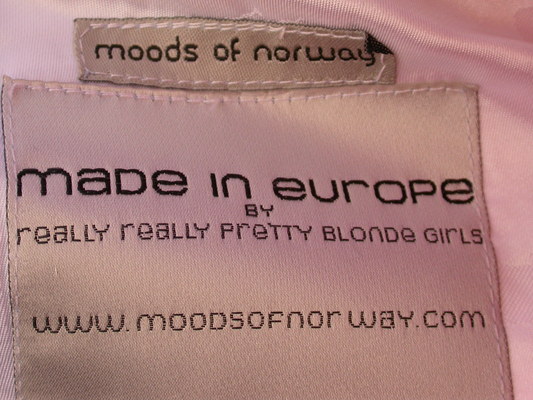 moods of norway
made in europe
BY
really really pretty blonde girls
www.moodsofnorway.com